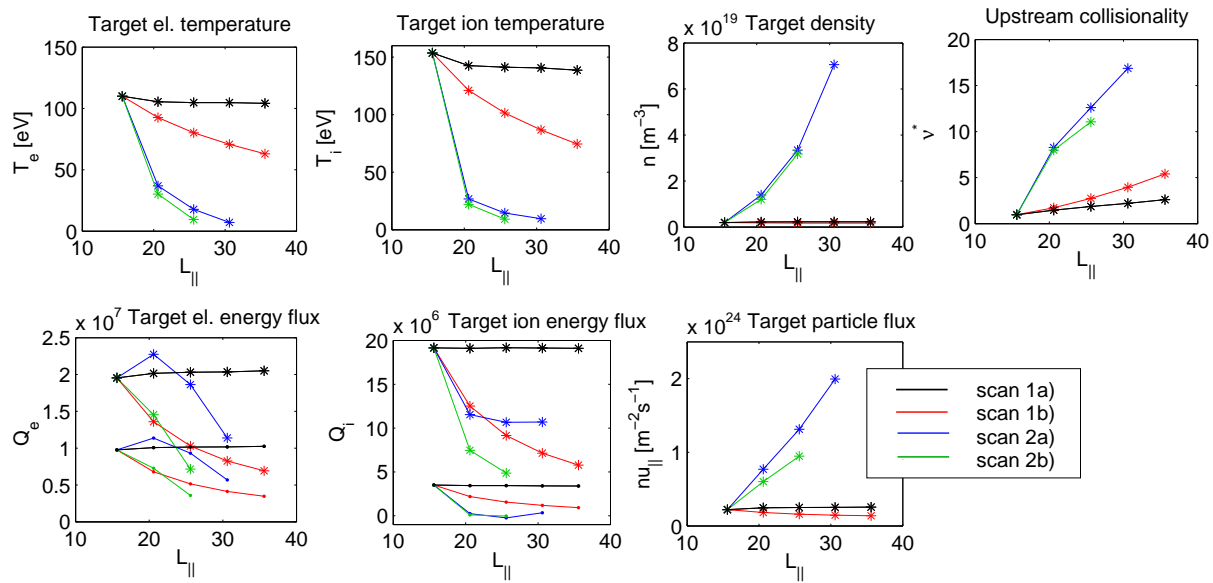 Target el. temperature
150
100
50
0
T_e [eV]
10 20 30 40
L_||
Target ion temperature
150
100
50
0
T_i [eV]
10 20 30 40
L_||
x 10^19 Target density
8
6
4
2
0
n [m^−3]
10 20 30 40
L_||
Upstream collisionality
20
15
10
5
0
ν*
10 20 30 40
L_||
x 10^7 Target el. energy flux
2.5
2
1.5
1
0.5
0
Q_e
10 20 30 40
L_||
x 10^6 Target ion energy flux
20
15
10
5
0
Q_i
10 20 30 40
L_||
x 10^24 Target particle flux
2
1
0
nu_|| [m^−2 s^−1]
10 20 30 40
L_||
scan 1a)
scan 1b)
scan 2a)
scan 2b)